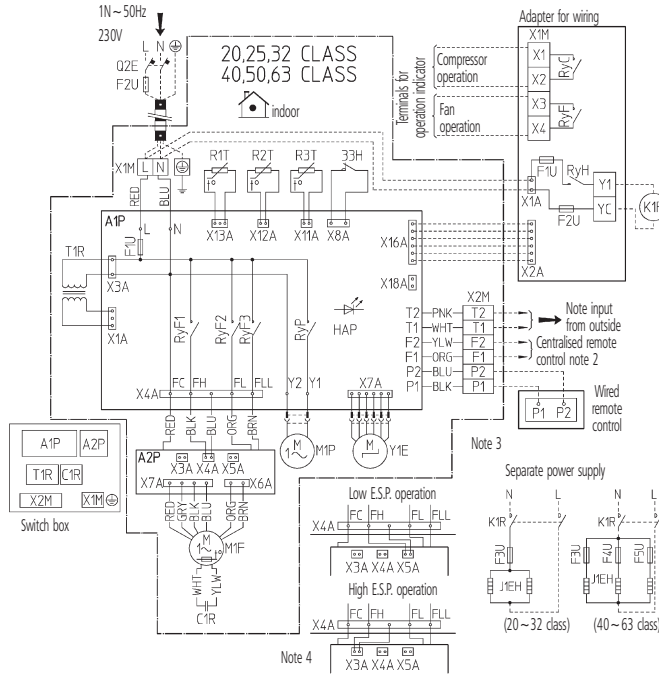 1N~50Hz
230V
L N
Q2E
F2U
20,25,32 CLASS
40,50,63 CLASS
indoor
Terminals for operation indicator
Compressor operation
Fan operation
Adapter for wiring
X1M
X1
X2
RyC
X3
X4
RyF
F1U
RyH
X1A
Y1
YC
F2U
K1R
X2A
X1M L N
RED
BLU
R1T
R2T
R3T
33H
X13A
X12A
X11A
X8A
A1P
L
N
F1U
T1R
X3A
X1A
X16A
X18A
HAP
RyF1
RyF2
RyF3
RyP
X2M
T2 PNK T2
T1 WHT T1
F2 YLW F2
F1 ORG F1
P2 BLU P2
P1 BLK P1
Note input from outside
Centralised remote control note 2
P1 P2
Wired remote control
X4A
FC FH FL FLL
Y2 Y1
X7A
RED
BLK
BLU
ORG
BRN
M
1~
M1P
M
Y1E
Note 3
A2P
X3A X4A X5A
X7A
X6A
RED
GRY
BLK
BLU
ORG
BRN
M
1~
M1F
WHT
YLW
C1R
A1P A2P
T1R C1R
X2M X1M
Switch box
Low E.S.P. operation
FC FH FL FLL
X4A
X3A X4A X5A
High E.S.P. operation
FC FH FL FLL
X4A
X3A X4A X5A
Note 4
Separate power supply
N L
K1R
F3U
J1EH
(20~32 class)
N L
K1R
F3U
F4U
F5U
J1EH
(40~63 class)